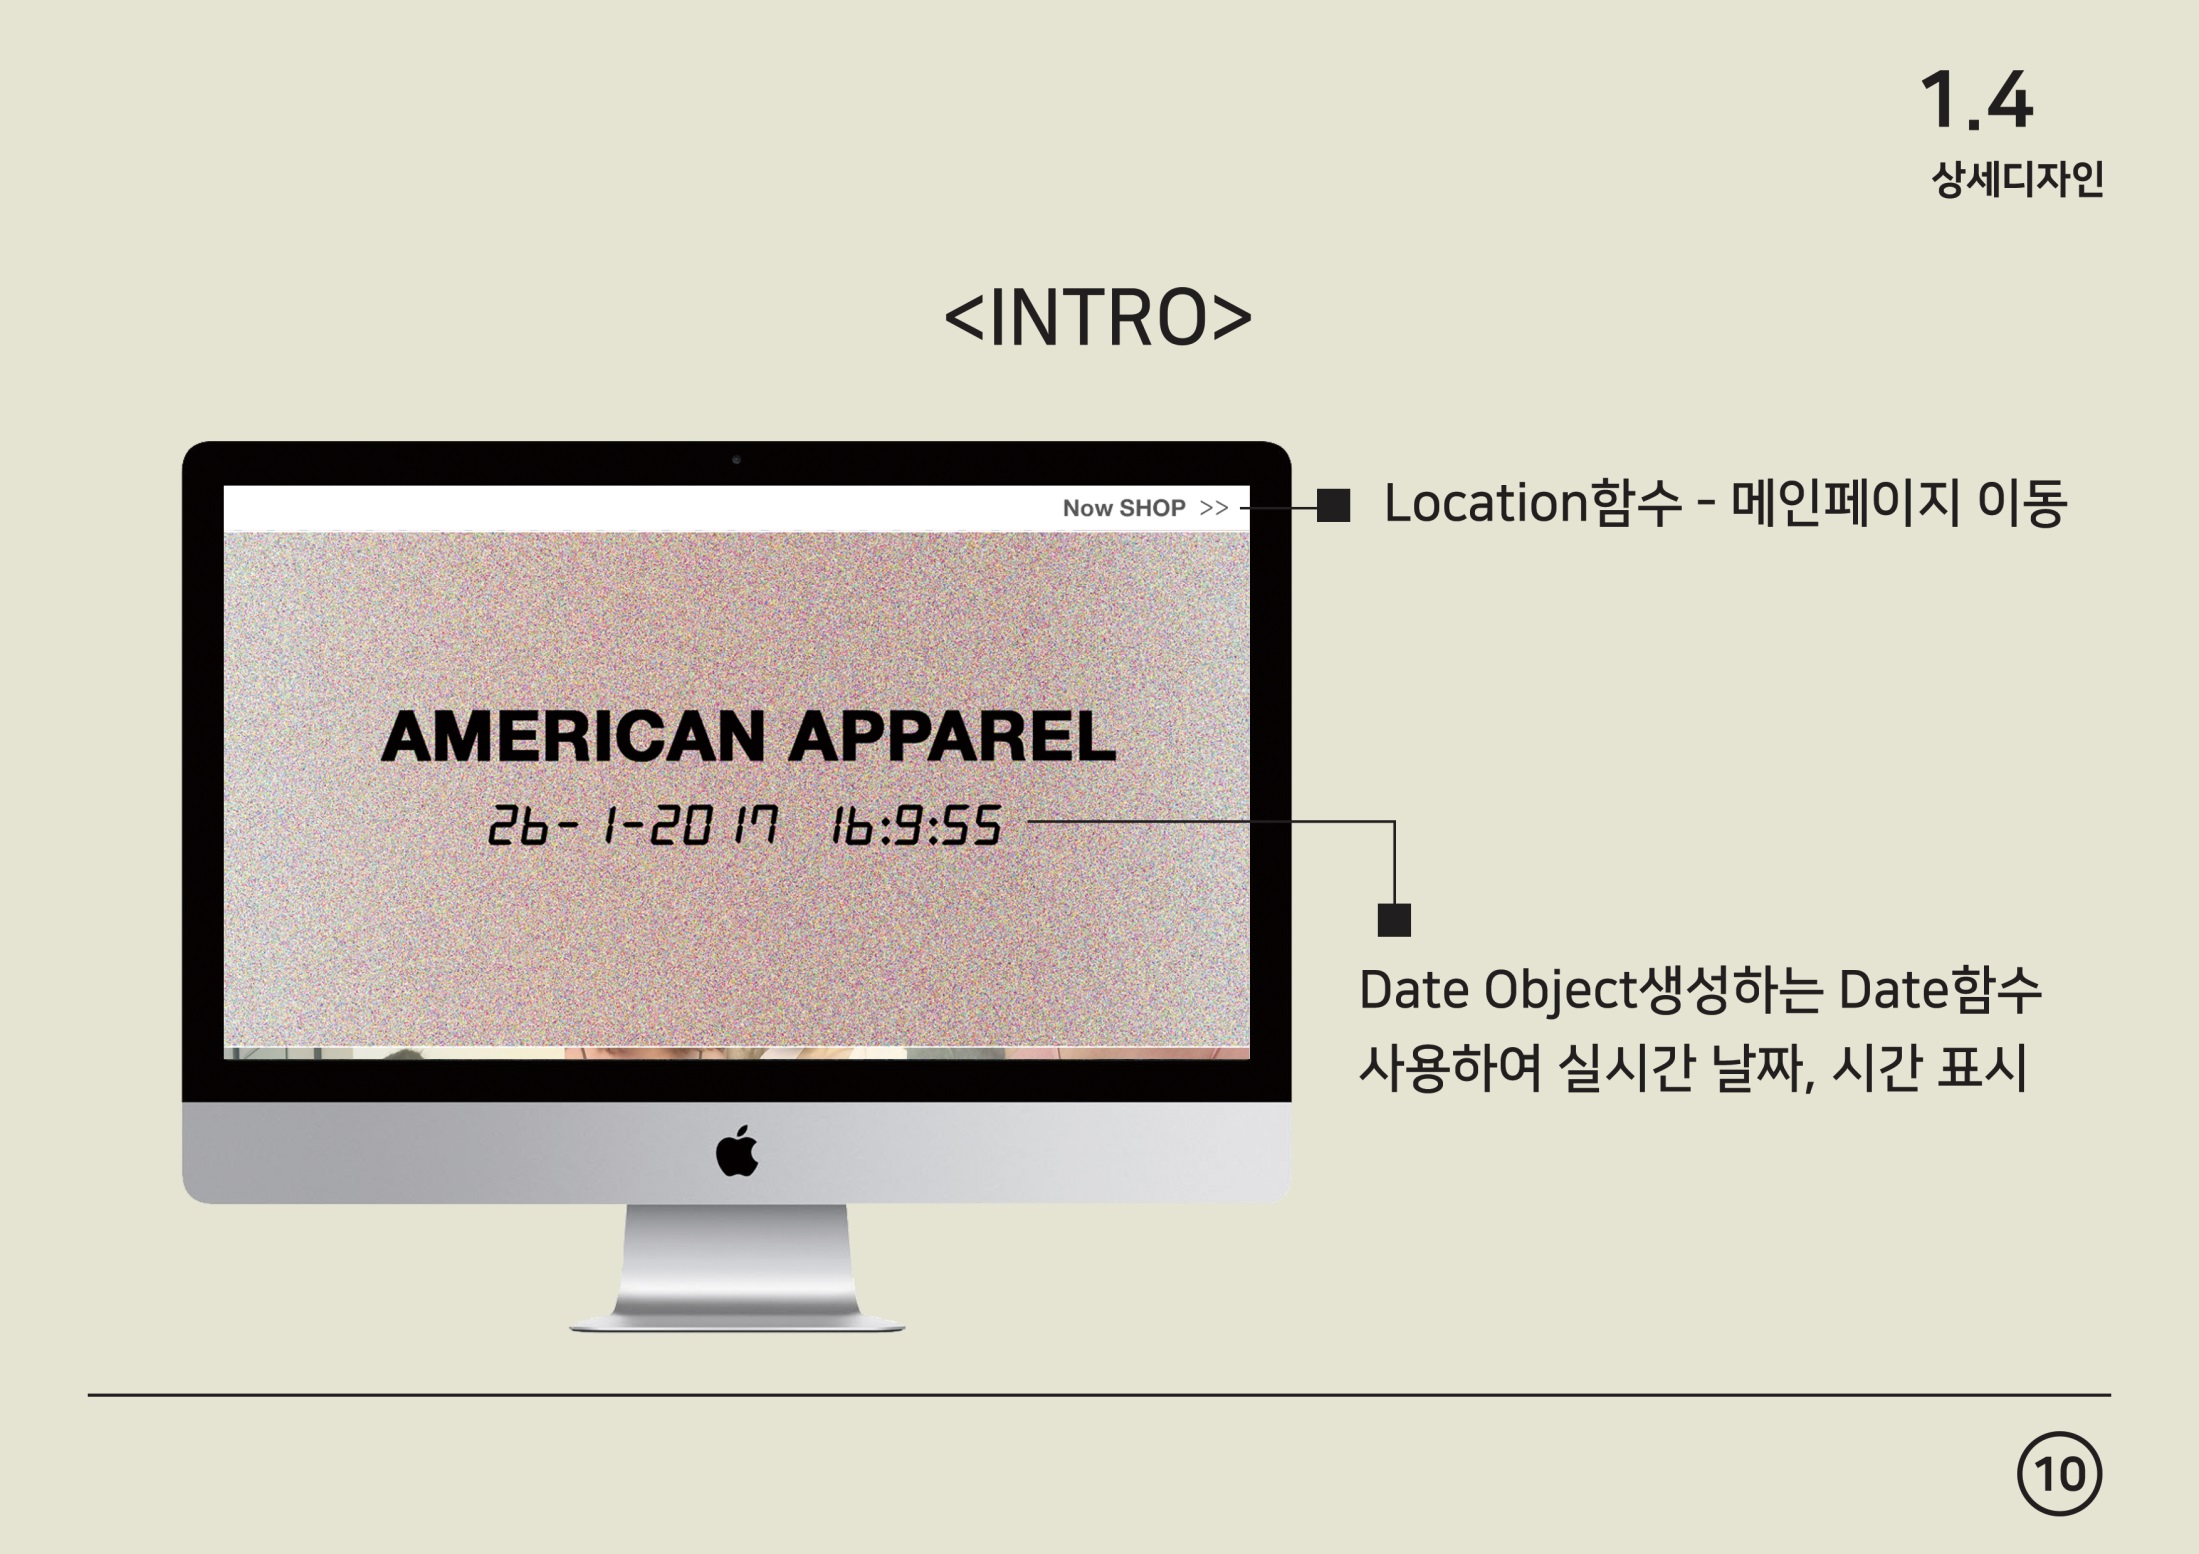 1.4
상세디자인
<INTRO>
Now SHOP >>
Location함수 - 메인페이지 이동
AMERICAN APPAREL
26-1-2017 16:9:55
Date Object생성하는 Date함수
사용하여 실시간 날짜, 시간 표시
10